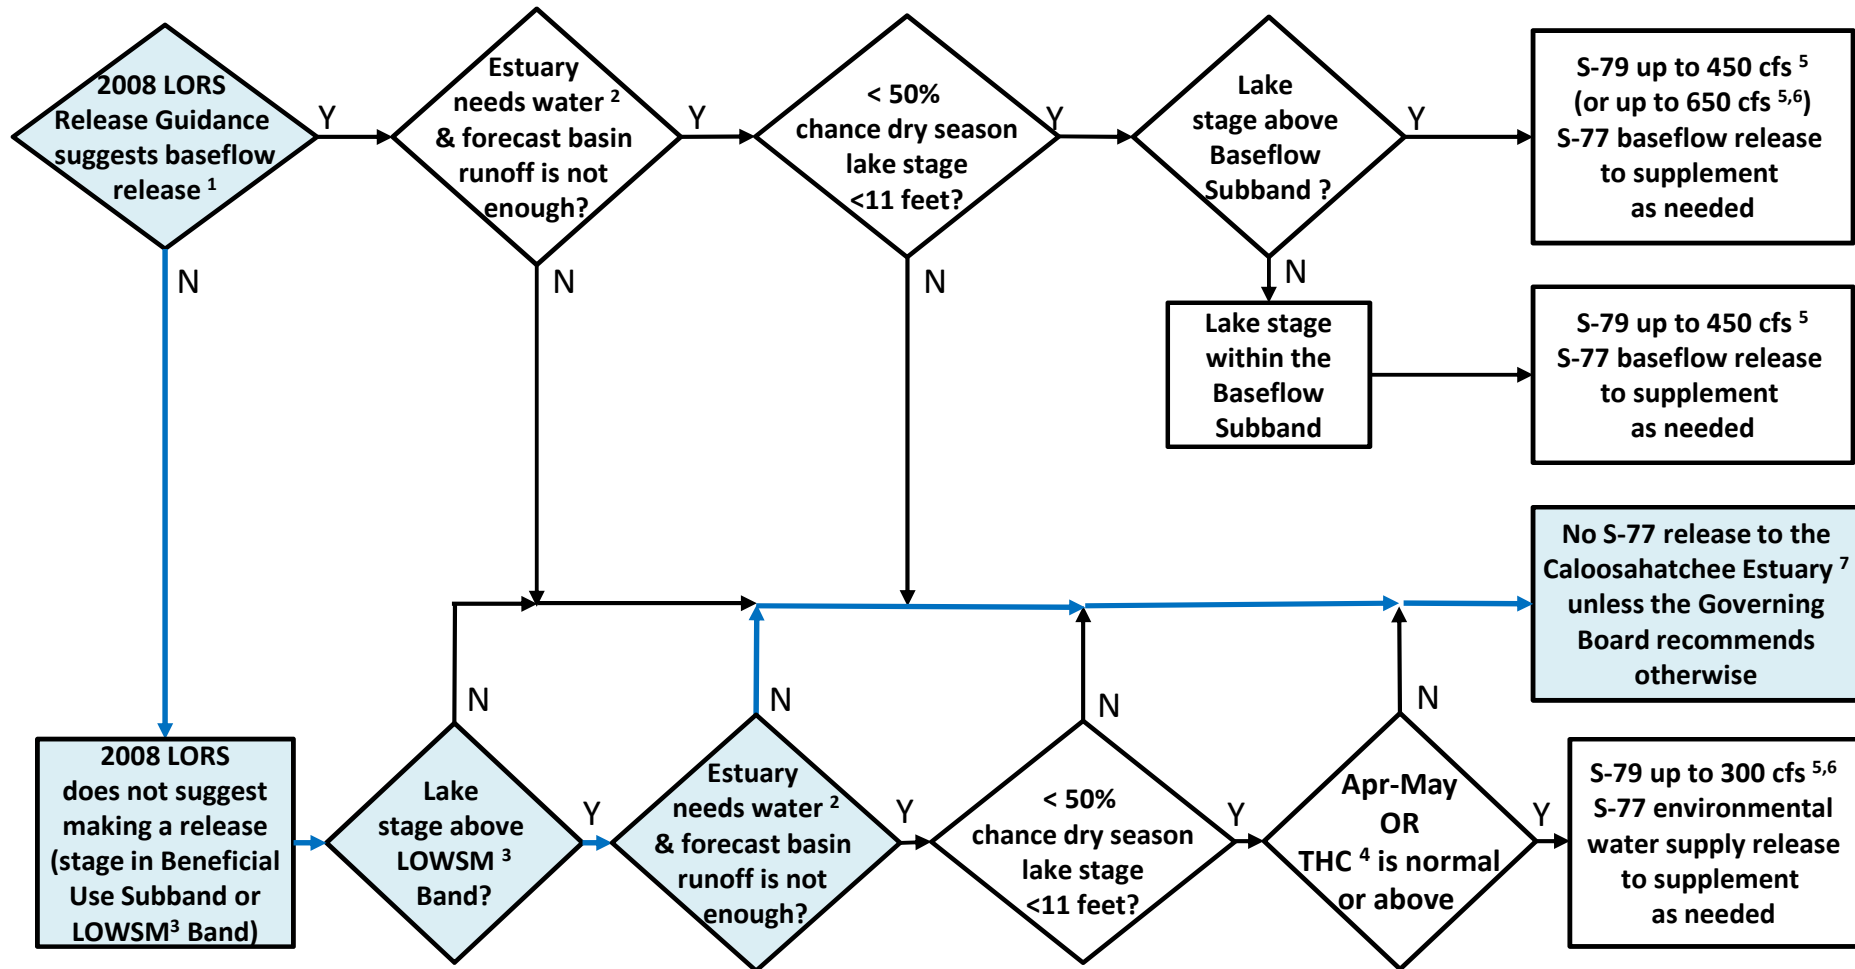 2008 LORS
Release Guidance
suggests baseflow
release 1
Y
Estuary
needs water 2
& forecast basin
runoff is not
enough?
Y
< 50%
chance dry season
lake stage
<11 feet?
Y
Lake
stage above
Baseflow
Subband ?
Y
S-79 up to 450 cfs 5
(or up to 650 cfs 5,6)
S-77 baseflow release
to supplement
as needed
N
N
N
N
Lake stage
within the
Baseflow
Subband
S-79 up to 450 cfs 5
S-77 baseflow release
to supplement
as needed
No S-77 release to the
Caloosahatchee Estuary 7
unless the Governing
Board recommends
otherwise
N
N
N
N
2008 LORS
does not suggest
making a release
(stage in Beneficial
Use Subband or
LOWSM3 Band)
Lake
stage above
LOWSM 3
Band?
Y
Estuary
needs water 2
& forecast basin
runoff is not
enough?
Y
< 50%
chance dry season
lake stage
<11 feet?
Y
Apr-May
OR
THC 4 is normal
or above
Y
S-79 up to 300 cfs 5,6
S-77 environmental
water supply release
to supplement
as needed